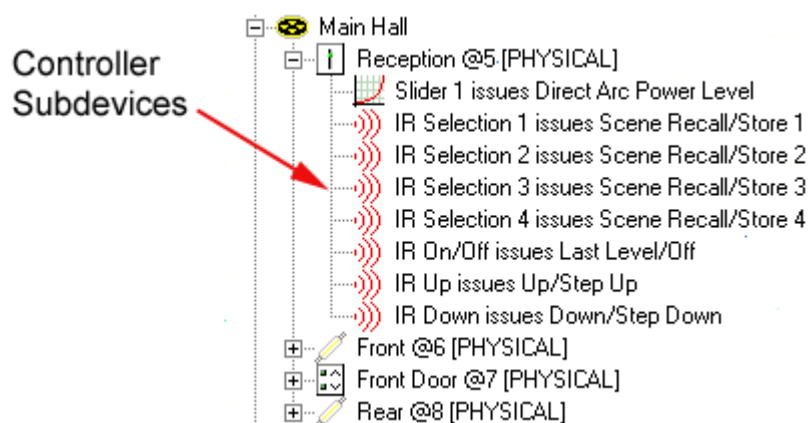 Main Hall
Reception @5 [PHYSICAL]
Controller
Subdevices
Slider 1 issues Direct Arc Power Level
IR Selection 1 issues Scene Recall/Store 1
IR Selection 2 issues Scene Recall/Store 2
IR Selection 3 issues Scene Recall/Store 3
IR Selection 4 issues Scene Recall/Store 4
IR On/Off issues Last Level/Off
IR Up issues Up/Step Up
IR Down issues Down/Step Down
Front @6 [PHYSICAL]
Front Door @7 [PHYSICAL]
Rear @8 [PHYSICAL]